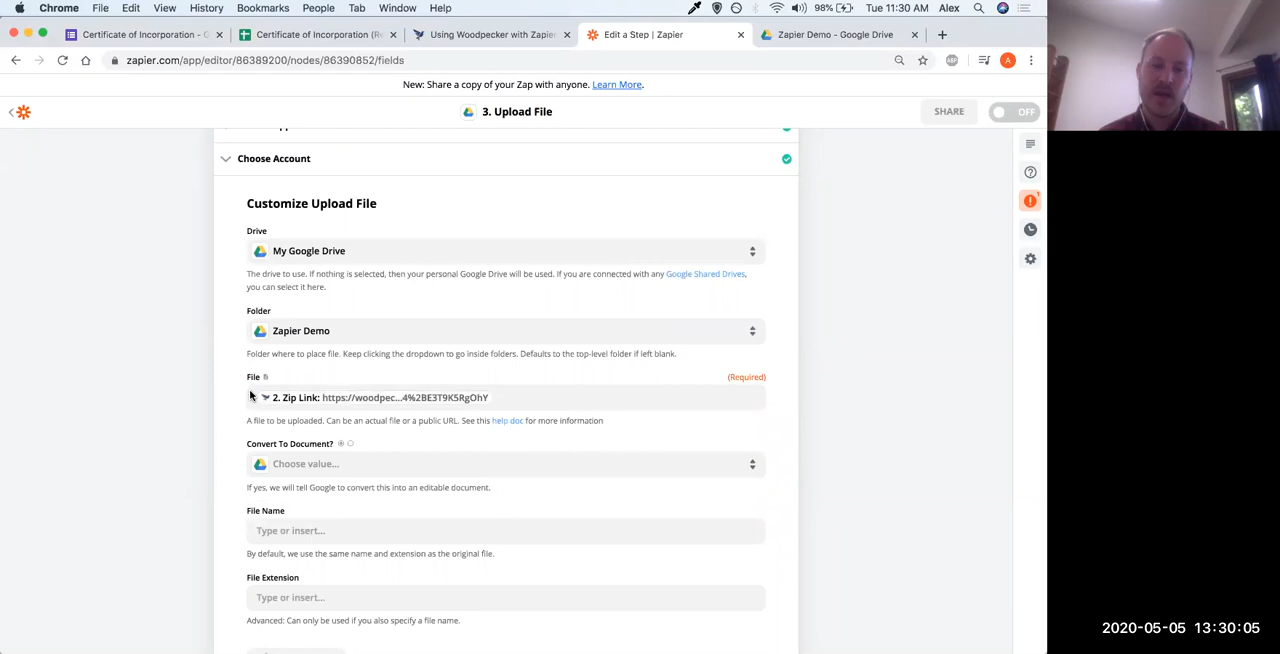 Chrome File Edit View History Bookmarks People Tab Window Help 98% Tue 11:30 AM Alex
Certificate of Incorporation - G Certificate of Incorporation (Re Using Woodpecker with Zapier Edit a Step | Zapier Zapier Demo - Google Drive
zapier.com/app/editor/86389200/nodes/86390852/fields ABP A
New: Share a copy of your Zap with anyone. Learn More.
3. Upload File SHARE OFF
Choose Account
Customize Upload File
Drive
My Google Drive
The drive to use. If nothing is selected, then your personal Google Drive will be used. If you are connected with any Google Shared Drives,
you can select it here.
Folder
Zapier Demo
Folder where to place file. Keep clicking the dropdown to go inside folders. Defaults to the top-level folder if left blank.
File (Required)
2. Zip Link: https://woodpec...4%2BE3T9K5RgOhY
A file to be uploaded. Can be an actual file or a public URL. See this help doc for more information
Convert To Document?
Choose value...
If yes, we will tell Google to convert this into an editable document.
File Name
Type or insert...
By default, we use the same name and extension as the original file.
File Extension
Type or insert...
Advanced: Can only be used if you also specify a file name.
2020-05-05 13:30:05